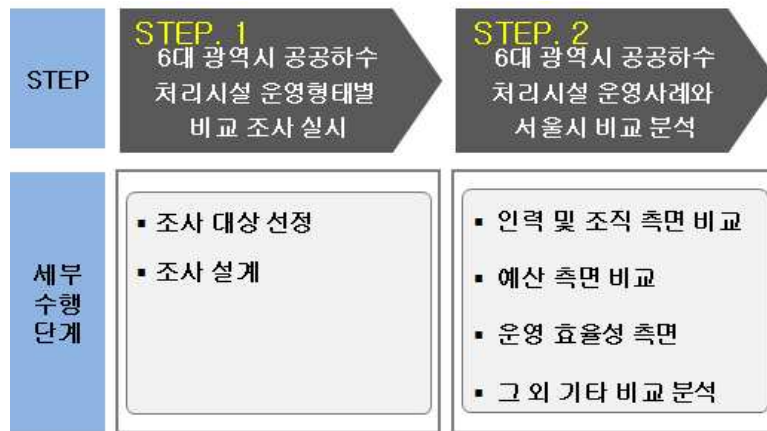 STEP
STEP. 1
6대 광역시 공공하수
처리시설 운영형태별
비교 조사 실시
STEP. 2
6대 광역시 공공하수
처리시설 운영사례와
서울시 비교 분석
세부
수행
단계
▪ 조사 대상 선정
▪ 조사 설계
▪ 인력 및 조직 측면 비교
▪ 예산 측면 비교
▪ 운영 효율성 측면
▪ 그 외 기타 비교 분석